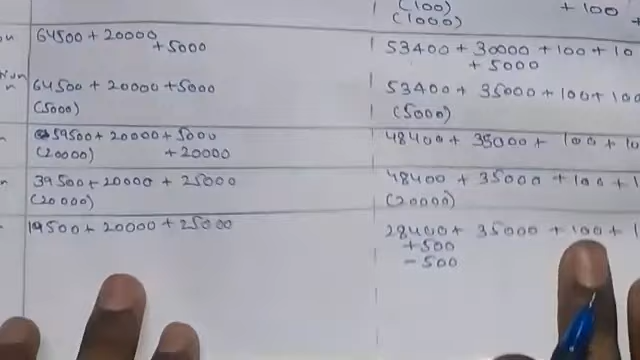 (100)
(1000) + 100 +
64500 + 20000
+ 5000
53400 + 30000 + 100 + 10
+ 5000
64500 + 20000 + 5000
53400 + 35000 + 100 + 100
(5000)
(5000)
59500 + 20000 + 5000
48400 + 35000 + 100 + 10
(20000) + 20000
39500 + 20000 + 25000
48400 + 35000 + 100 + 1
(20000)
(20000)
19500 + 20000 + 25000
28400 + 35000 + 100 + 1
+ 500
- 500